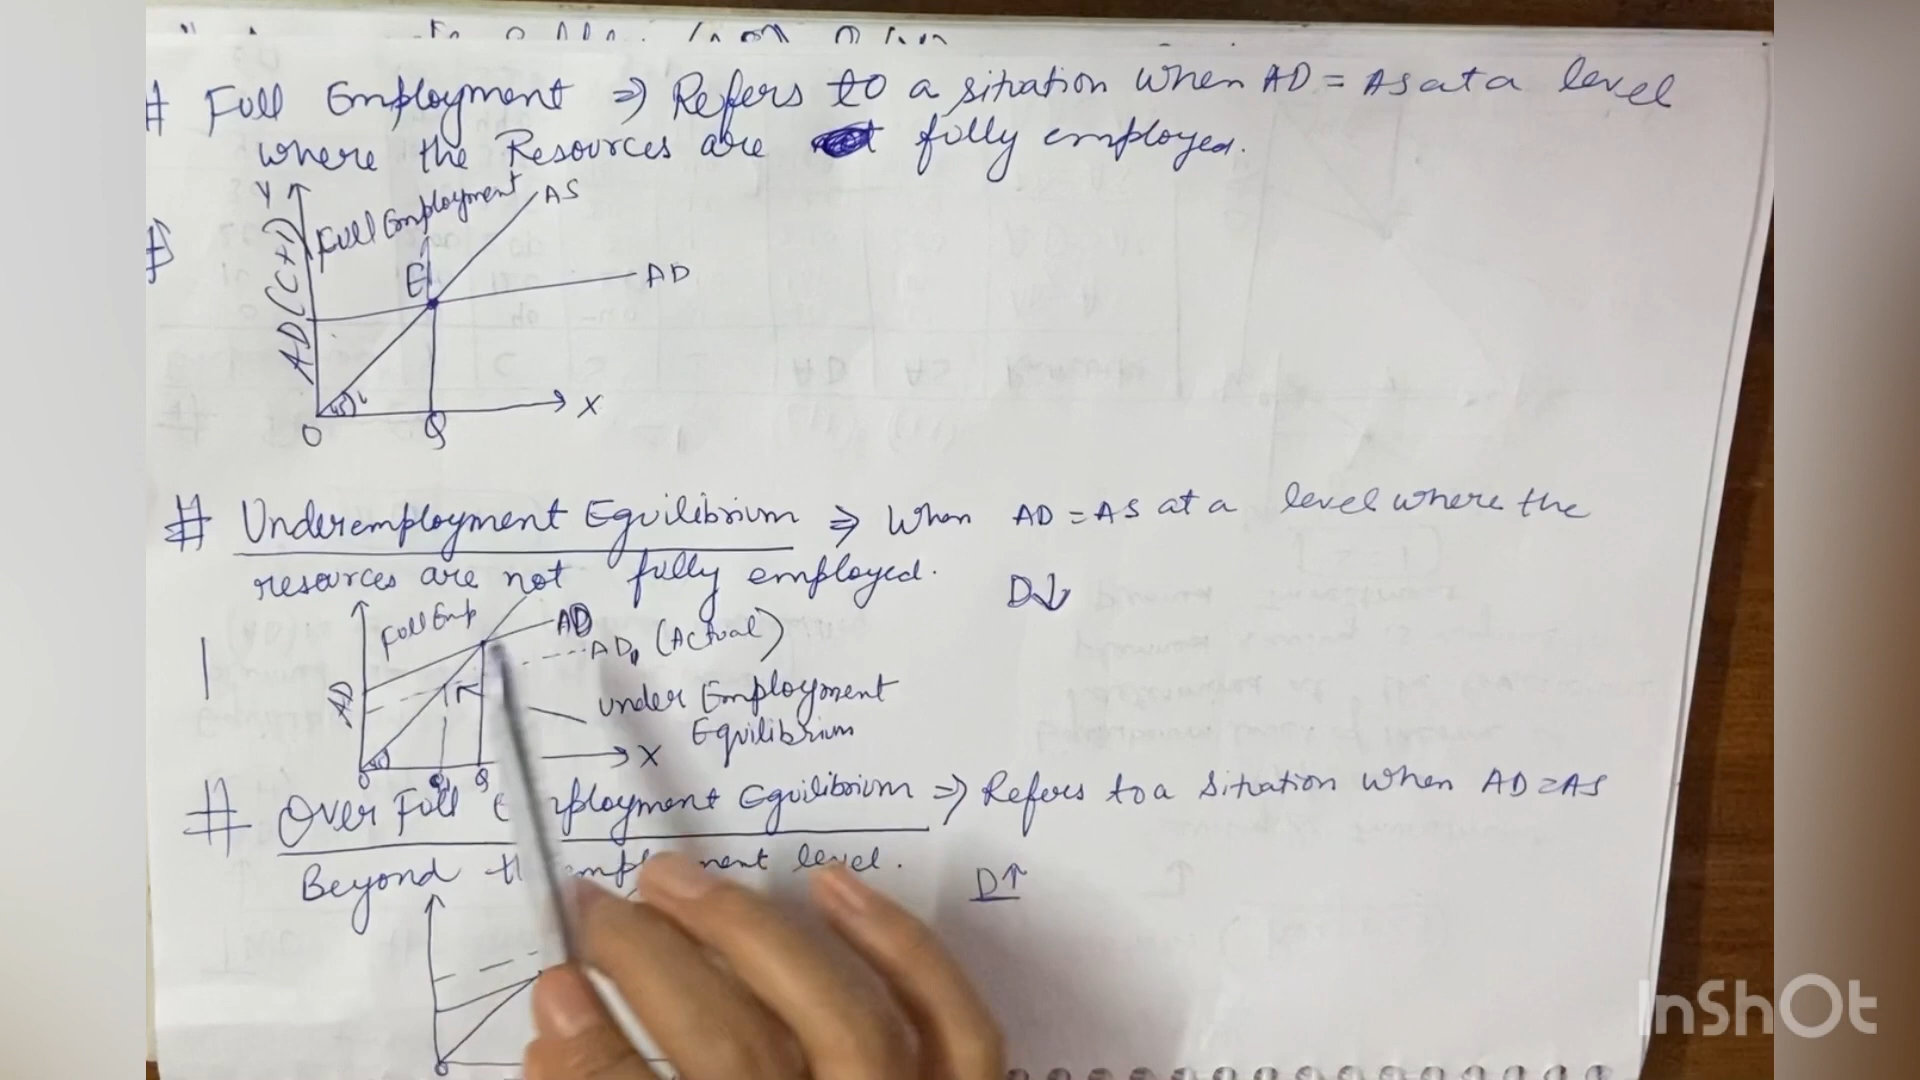 # Full Employment ⇒ Refers to a situation when AD = AS at a level
where the Resources are fully employed.
Y
Full Employment
AS
AD (C+I)
E
AD
45°
O
Q
X
# Underemployment Equilibrium ⇒ When AD = AS at a level where the
resources are not fully employed.
D↓
Full Emp
AD
AD₁ (Actual)
AD
under Employment
Equilibrium
X
Q
# Over Full Employment Equilibrium ⇒ Refers to a situation when AD = AS
Beyond employment level.
D↑
InShOt